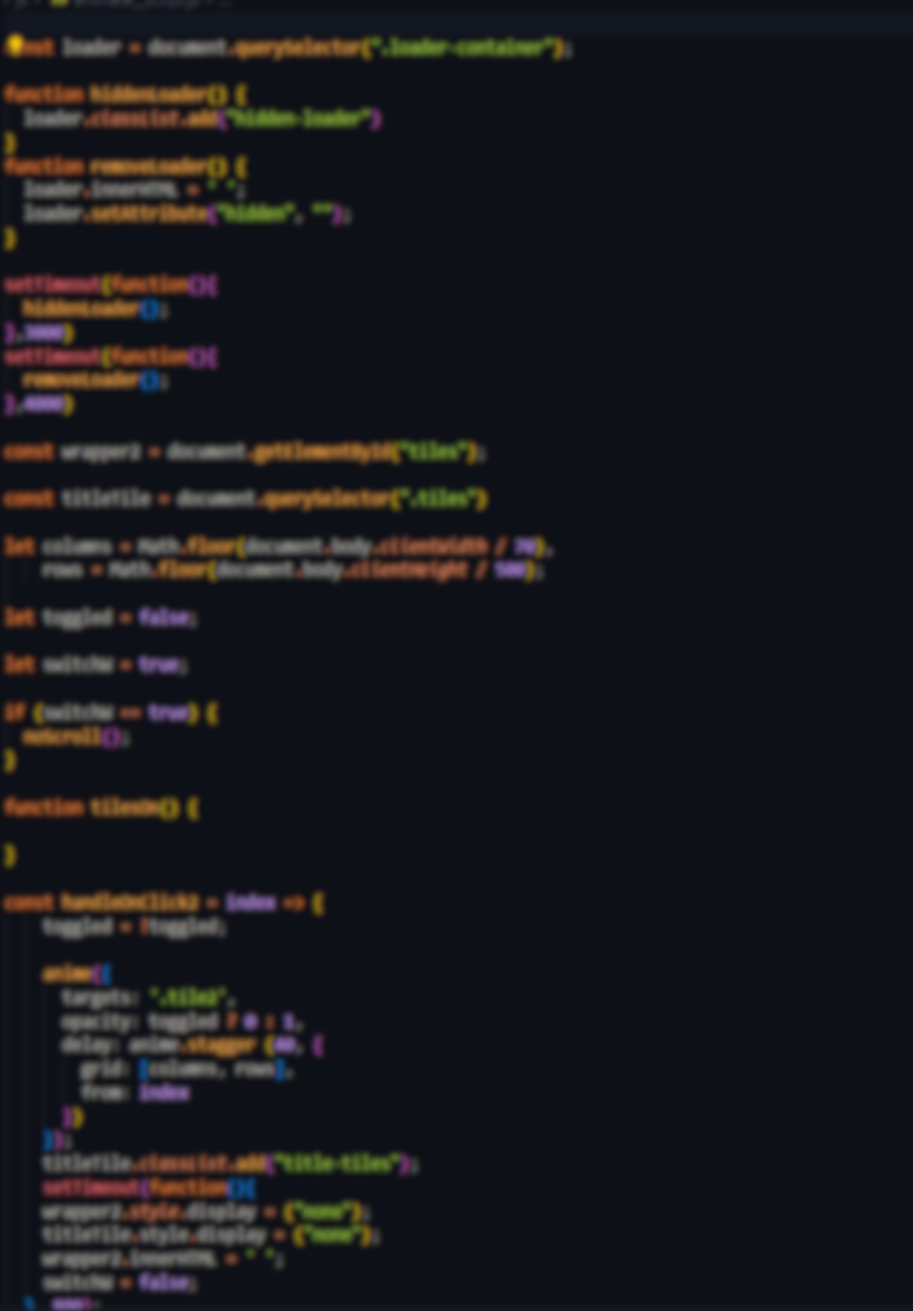 const loader = document.querySelector(".loader-container");
function hiddenLoader() {
loader.classList.add("hidden-loader")
}
function removeLoader() {
loader.innerHTML = " ";
loader.setAttribute("hidden", "");
}
setTimeout(function(){
hiddenLoader();
},3000)
setTimeout(function(){
removeLoader();
},4000)
const wrapper2 = document.getElementById("tiles");
const titleTile = document.querySelector(".tiles")
let columns = Math.floor(document.body.clientWidth / 70),
rows = Math.floor(document.body.clientHeight / 500);
let toggled = false;
let switchW = true;
if (switchW == true) {
noScroll();
}
function tilesOn() {
}
const handleOnClick2 = index => {
toggled = !toggled;
anime({
targets: ".tile2",
opacity: toggled ? 0 : 1,
delay: anime.stagger (60, {
grid: [columns, rows],
from: index
})
});
titleTile.classList.add("title-tiles");
setTimeout(function(){
wrapper2.style.display = ("none");
titleTile.style.display = ("none");
wrapper2.innerHTML = " ";
switchW = false;